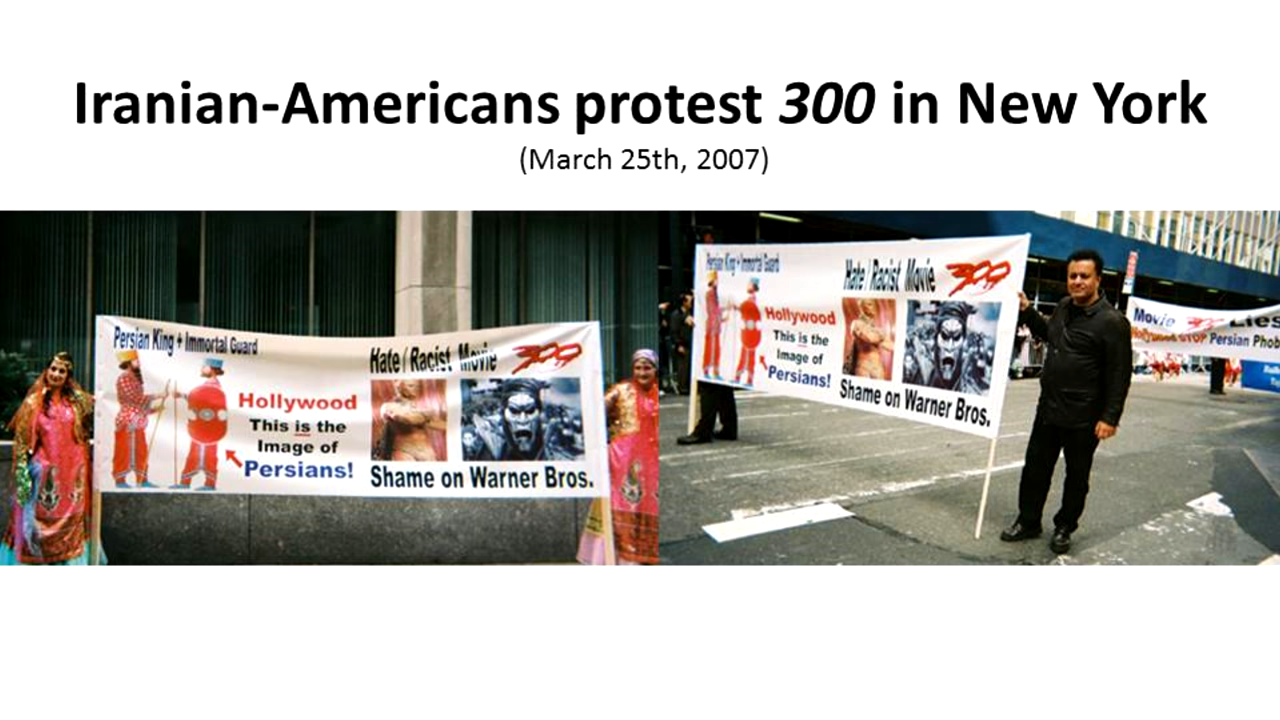 Iranian-Americans protest 300 in New York
(March 25th, 2007)
Persian King + Immortal Guard
Hate / Racist Movie 300
Hollywood
This is the
Image of
Persians!
Shame on Warner Bros.
Persian King + Immortal Guard
Hate / Racist Movie 300
Hollywood
This is the
Image of
Persians!
Shame on Warner Bros.
Movie 300 Lies
Hollywood STOP Persian Phob